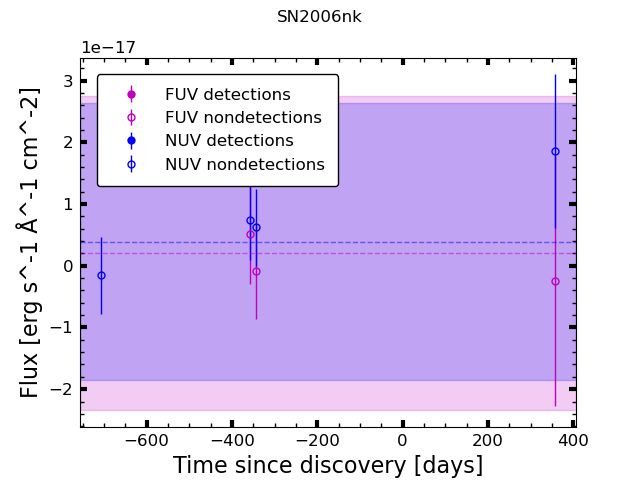 SN2006nk
1e−17
FUV detections
FUV nondetections
NUV detections
NUV nondetections
3
2
1
0
−1
−2
Flux [erg s^-1 Å^-1 cm^-2]
−600
−400
−200
0
200
400
Time since discovery [days]